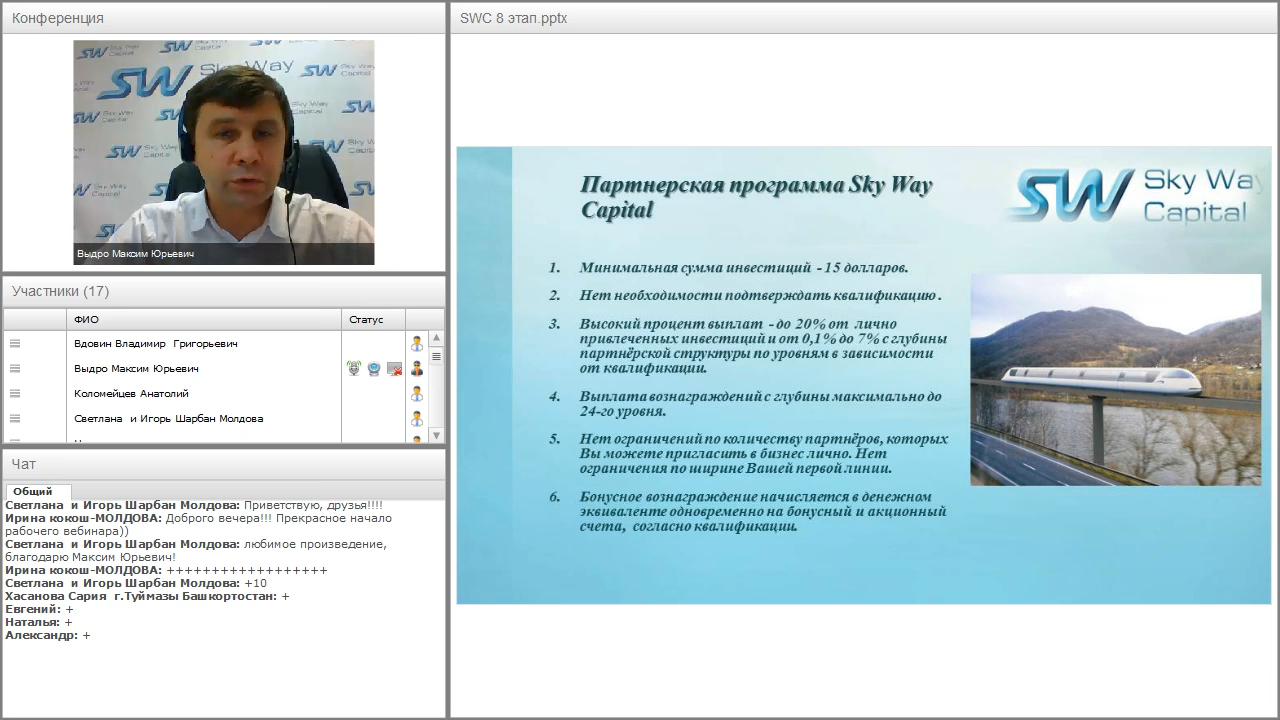 Конференция
SW
Sky Way
Capital
Выдро Максим Юрьевич
Участники (17)
ФИО
Статус
Вдовин Владимир Григорьевич
Выдро Максим Юрьевич
Коломейцев Анатолий
Светлана и Игорь Шарбан Молдова
Чат
Общий
Светлана и Игорь Шарбан Молдова: Приветствую, друзья!!!!
Ирина кокош-МОЛДОВА: Доброго вечера!!! Прекрасное начало
рабочего вебинара))
Светлана и Игорь Шарбан Молдова: любимое произведение,
благодарю Максим Юрьевич!
Ирина кокош-МОЛДОВА: ++++++++++++++++++
Светлана и Игорь Шарбан Молдова: +10
Хасанова Сария г.Туймазы Башкортостан: +
Евгений: +
Наталья: +
Александр: +
SWC 8 этап.pptx
Партнерская программа Sky Way
Capital
SW Sky Way
Capital
1. Минимальная сумма инвестиций - 15 долларов.
2. Нет необходимости подтверждать квалификацию .
3. Высокий процент выплат - до 20% от лично
привлеченных инвестиций и от 0,1% до 7% с глубины
партнёрской структуры по уровням в зависимости
от квалификации.
4. Выплата вознаграждений с глубины максимально до
24-го уровня.
5. Нет ограничений по количеству партнёров, которых
Вы можете пригласить в бизнес лично. Нет
ограничения по ширине Вашей первой линии.
6. Бонусное вознаграждение начисляется в денежном
эквиваленте одновременно на бонусный и акционный
счета, согласно квалификации.